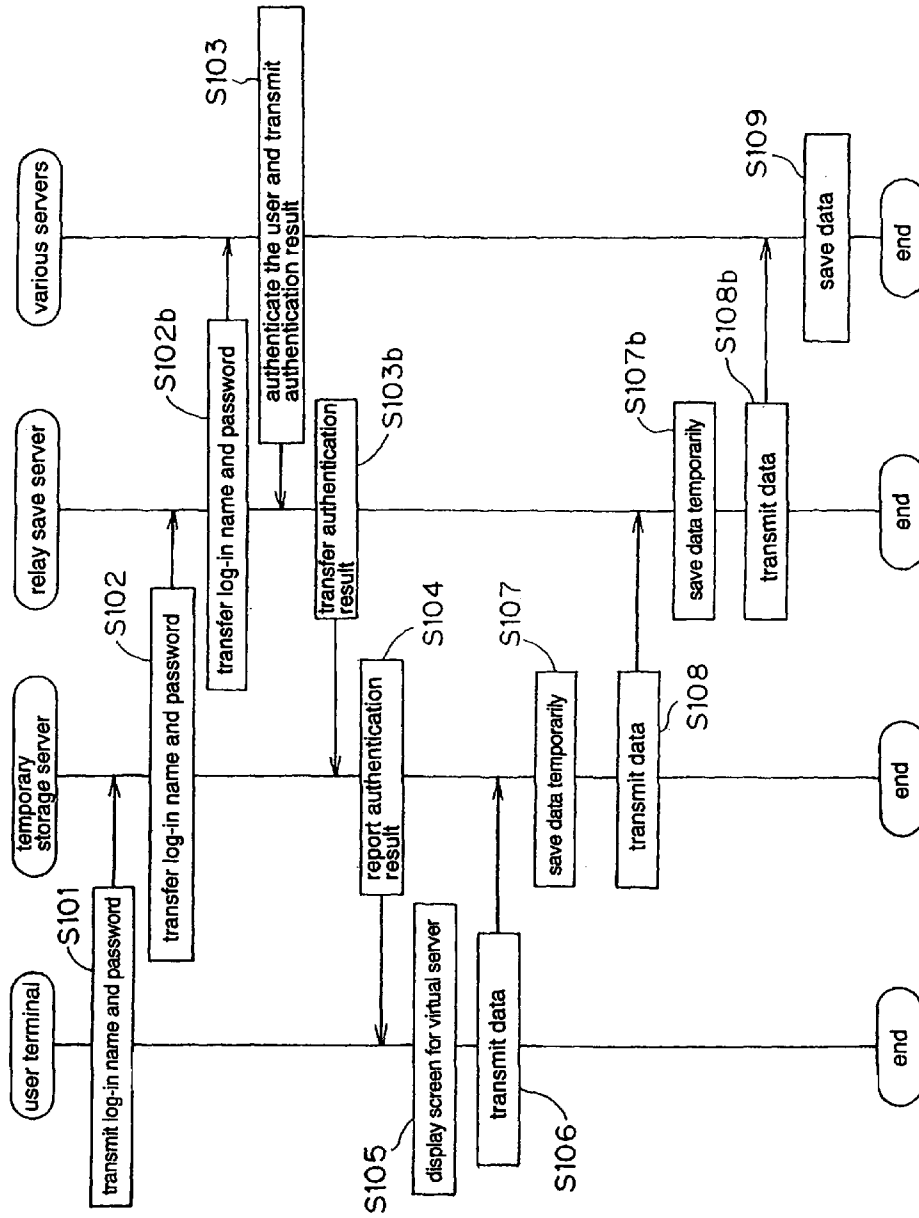 user terminal
temporary
storage server
relay save server
various servers
S101
transmit log-in name and password
S102
transfer log-in name and password
S102b
transfer log-in name and password
S103
authenticate the user and transmit
authentication result
S103b
transfer authentication
result
S104
report authentication
result
S105
display screen for virtual server
transmit data
S106
S107
save data temporarily
transmit data
S108
S107b
save data temporarily
S108b
transmit data
S109
save data
end
end
end
end